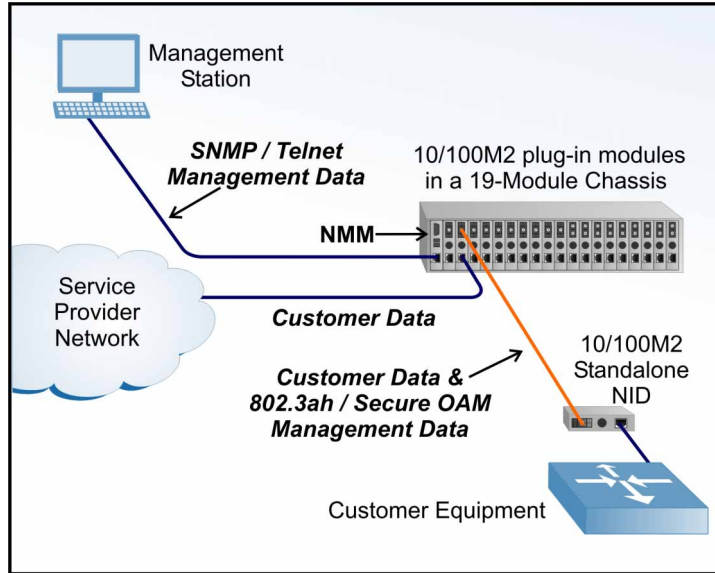 Management
Station
SNMP / Telnet
Management Data
10/100M2 plug-in modules
in a 19-Module Chassis
NMM
Service
Provider
Network
Customer Data
Customer Data &
802.3ah / Secure OAM
Management Data
10/100M2
Standalone
NID
Customer Equipment